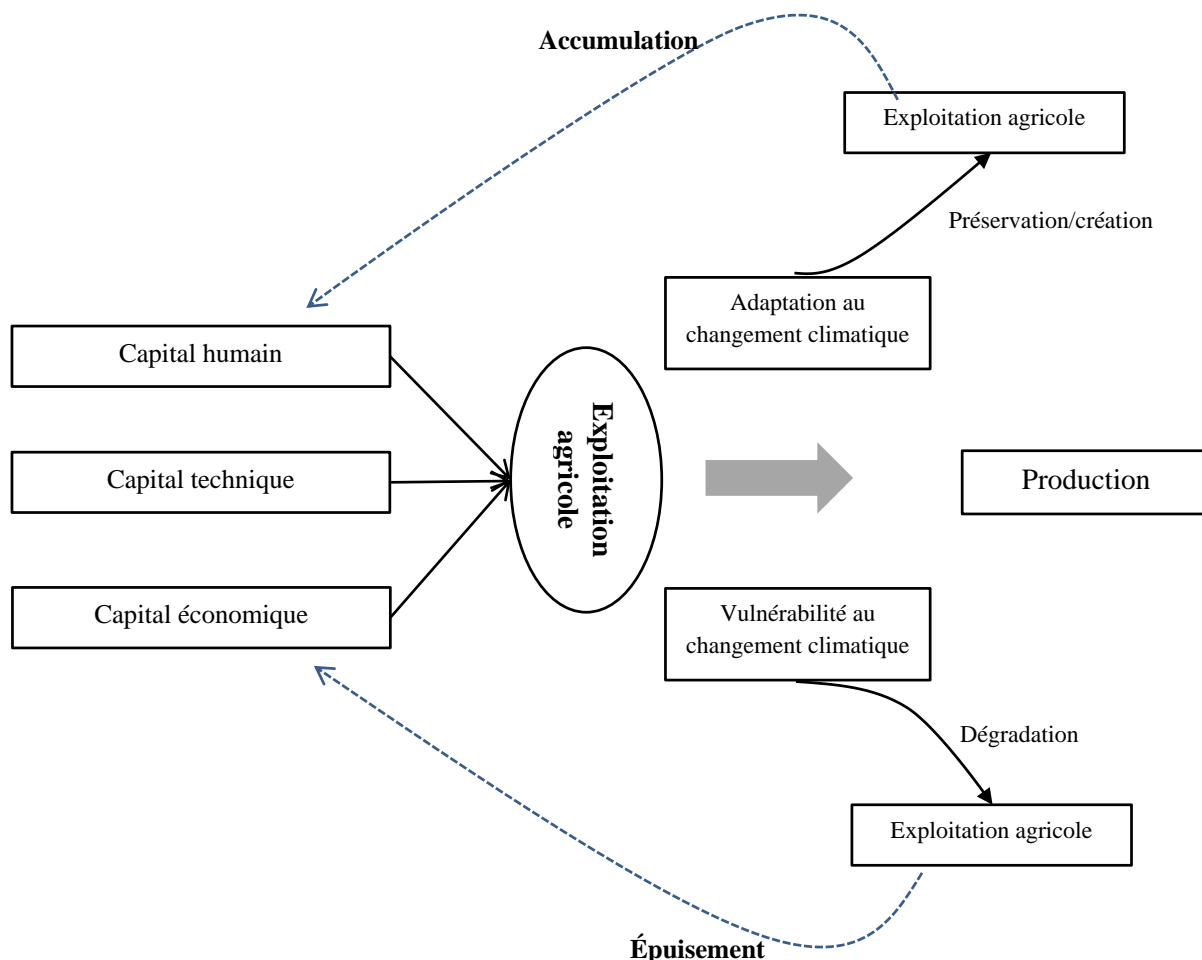 Accumulation
Exploitation agricole
Préservation/création
Adaptation au
changement climatique
Capital humain
Exploitation
agricole
Capital technique
Production
Capital économique
Vulnérabilité au
changement climatique
Dégradation
Exploitation agricole
Épuisement